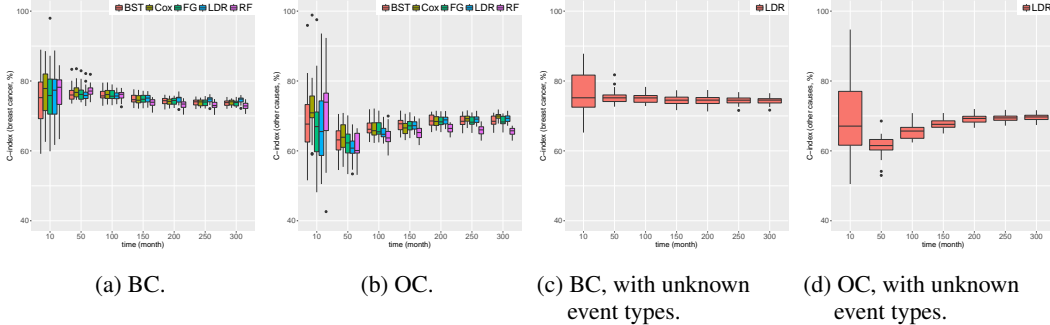 BST Cox FG LDR RF
C-index (breast cancer, %)
100
80
60
40
10 50 100 150 200 250 300
time (month)
(a) BC.
BST Cox FG LDR RF
C-index (other causes, %)
100
80
60
40
10 50 100 150 200 250 300
time (month)
(b) OC.
LDR
C-index (breast cancer, %)
100
80
60
40
10 50 100 150 200 250 300
time (month)
(c) BC, with unknown
event types.
LDR
C-index (other causes, %)
100
80
60
40
10 50 100 150 200 250 300
time (month)
(d) OC, with unknown
event types.